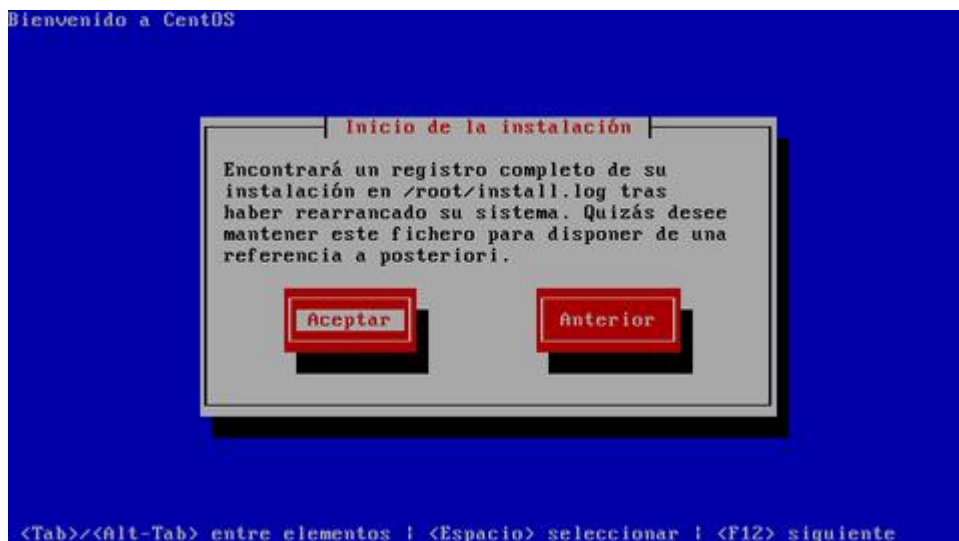 Bienvenido a CentOS
Inicio de la instalación
Encontrará un registro completo de su
instalación en /root/install.log tras
haber rearrancado su sistema. Quizás desee
mantener este fichero para disponer de una
referencia a posteriori.
Aceptar Anterior
<Tab>/<Alt-Tab> entre elementos | <Espacio> seleccionar | <F12> siguiente